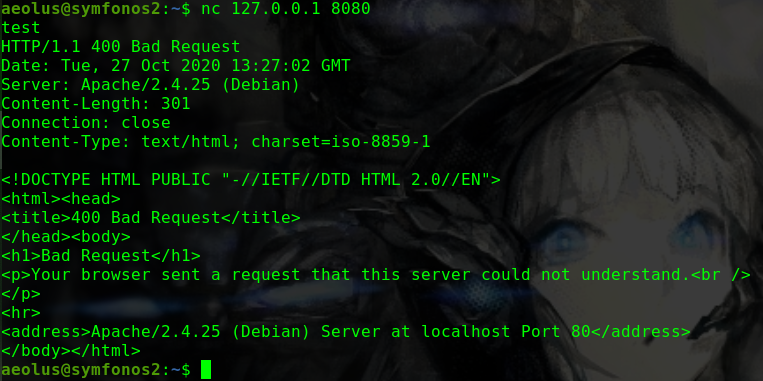 aeolus@symfonos2:~$ nc 127.0.0.1 8080
test
HTTP/1.1 400 Bad Request
Date: Tue, 27 Oct 2020 13:27:02 GMT
Server: Apache/2.4.25 (Debian)
Content-Length: 301
Connection: close
Content-Type: text/html; charset=iso-8859-1

<!DOCTYPE HTML PUBLIC "-//IETF//DTD HTML 2.0//EN">
<html><head>
<title>400 Bad Request</title>
</head><body>
<h1>Bad Request</h1>
<p>Your browser sent a request that this server could not understand.<br />
</p>
<hr>
<address>Apache/2.4.25 (Debian) Server at localhost Port 80</address>
</body></html>
aeolus@symfonos2:~$